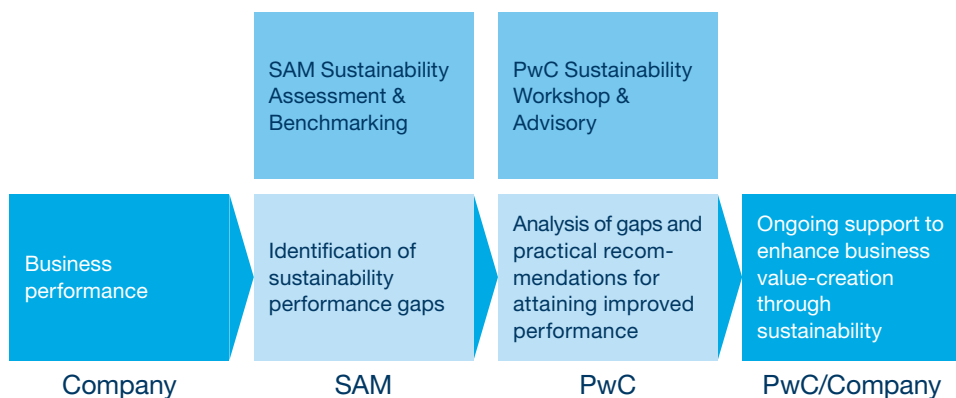 SAM Sustainability
Assessment &
Benchmarking
PwC Sustainability
Workshop &
Advisory
Business
performance
Identification of
sustainability
performance gaps
Analysis of gaps and
practical recom-
mendations for
attaining improved
performance
Ongoing support to
enhance business
value-creation
through
sustainability
Company
SAM
PwC
PwC/Company